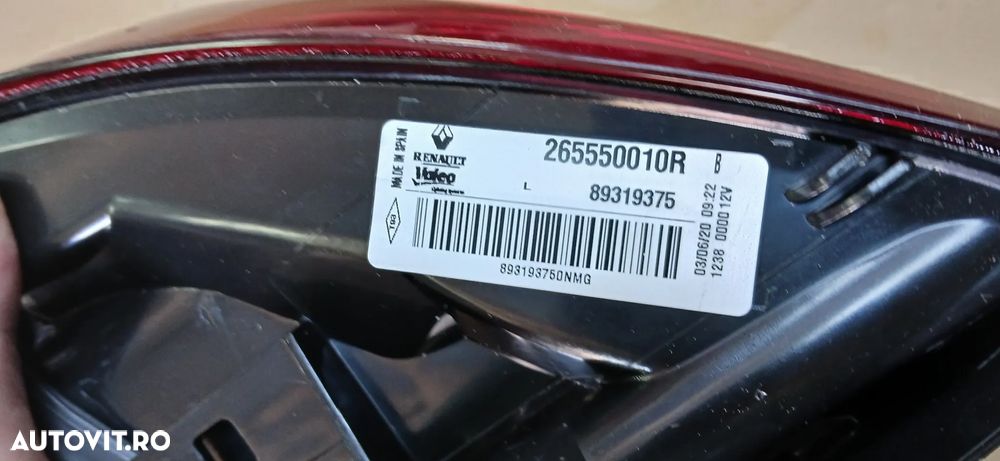 MADE IN SPAIN
RENAULT
Valeo
265550010R B
L 89319375
893193750NMG
03/06/20 09:22
1238 0000 12V
AUTOVIT.RO